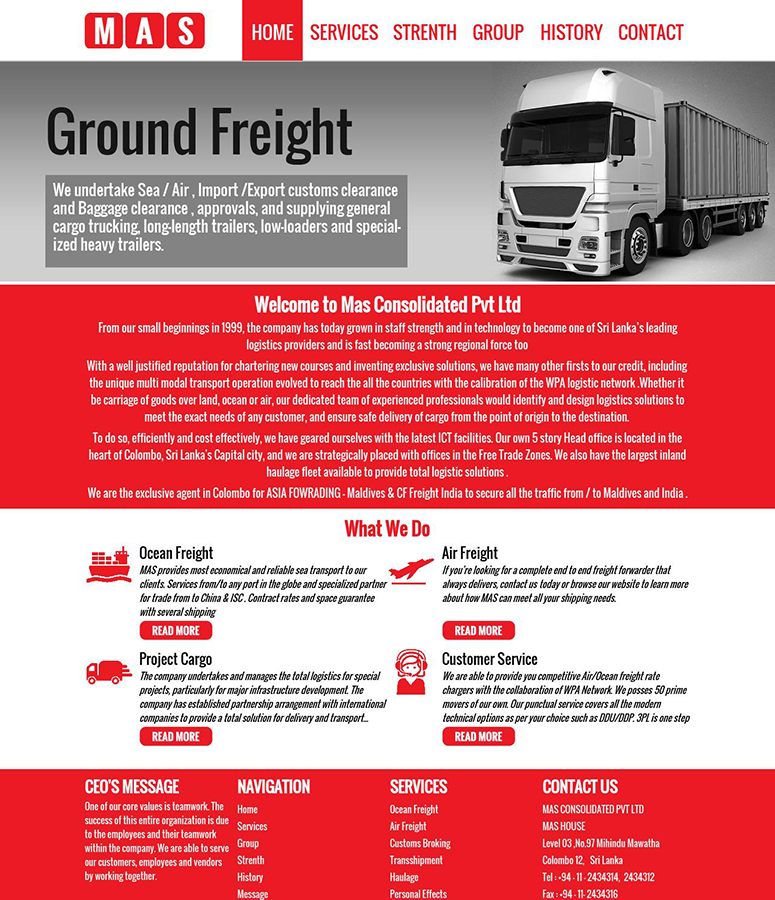 MAS
HOME SERVICES STRENTH GROUP HISTORY CONTACT
Ground Freight
We undertake Sea / Air , Import /Export customs clearance
and Baggage clearance , approvals, and supplying general
cargo trucking, long-length trailers, low-loaders and special-
ized heavy trailers.
Welcome to Mas Consolidated Pvt Ltd
From our small beginnings in 1999, the company has today grown in staff strength and in technology to become one of Sri Lanka's leading
logistics providers and is fast becoming a strong regional force too
With a well justified reputation for chartering new courses and inventing exclusive solutions, we have many other firsts to our credit, including
the unique multi modal transport operation evolved to reach the all the countries with the calibration of the WPA logistic network .Whether it
be carriage of goods over land, ocean or air, our dedicated team of experienced professionals would identify and design logistics solutions to
meet the exact needs of any customer, and ensure safe delivery of cargo from the point of origin to the destination.
To do so, efficiently and cost effectively, we have geared ourselves with the latest ICT facilities. Our own 5 story Head office is located in the
heart of Colombo, Sri Lanka's Capital city, and we are strategically placed with offices in the Free Trade Zones. We also have the largest inland
haulage fleet available to provide total logistic solutions .
We are the exclusive agent in Colombo for ASIA FOWRADING - Maldives & CF Freight India to secure all the traffic from / to Maldives and India .
What We Do
Ocean Freight
MAS provides most economical and reliable sea transport to our
clients. Services from/to any port in the globe and specialized partner
for trade from to China & ISC . Contract rates and space guarantee
with several shipping
READ MORE
Air Freight
If you're looking for a complete end to end freight forwarder that
always delivers, contact us today or browse our website to learn more
about how MAS can meet all your shipping needs.
READ MORE
Project Cargo
The company undertakes and manages the total logistics for special
projects, particularly for major infrastructure development. The
company has established partnership arrangement with international
companies to provide a total solution for delivery and transport...
READ MORE
Customer Service
We are able to provide you competitive Air/Ocean freight rate
chargers with the collaboration of WPA Network. We posses 50 prime
movers of our own. Our punctual service covers all the modern
technical options as per your choice such as DDU/DDP. 3PL is one step
READ MORE
CEO'S MESSAGE
One of our core values is teamwork. The
success of this entire organization is due
to the employees and their teamwork
within the company. We are able to serve
our customers, employees and vendors
by working together.
NAVIGATION
Home
Services
Group
Strenth
History
Message
SERVICES
Ocean Freight
Air Freight
Customs Broking
Transshipment
Haulage
Personal Effects
CONTACT US
MAS CONSOLIDATED PVT LTD
MAS HOUSE
Level 03 ,No.97 Mihindu Mawatha
Colombo 12, Sri Lanka
Tel : +94 - 11 - 2434314, 2434312
Fax : +94 - 11- 2434316